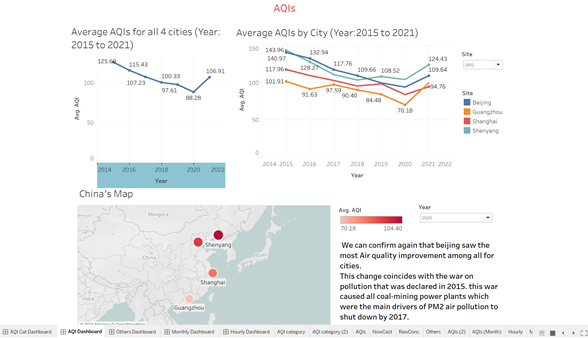 AQIs
Average AQIs for all 4 cities (Year:
2015 to 2021)
Average AQIs by City (Year:2015 to 2021)
Avg. AQI
100
50
0
115.43
107.23
100.33
97.61
88.28
106.91
2014
2016
2018
2020
2022
Year
Avg. AQI
150
100
50
0
143.96
140.97
117.96
101.91
132.94
128.27
91.63
117.76
97.59
109.66
90.40
108.52
84.48
70.18
124.43
109.64
94.76
2014 2015 2016 2017 2018 2019 2020 2021 2022
Year
Site
(All)
Site
Beijing
Guangzhou
Shanghai
Shenyang
China's Map
Mongolia
China
Shenyang
Shanghai
Guangzhou
Avg. AQI
70.18
104.40
Year
2020
We can confirm again that beijing saw the
most Air quality improvement among all for
cities.
This change coincides with the war on
pollution that was declared in 2015. this war
caused all coal-mining power plants which
were the main drivers of PM2 air pollution to
shut down by 2017.
AQI Cat Dashboard
AQI Dashboard
Others Dashboard
Monthly Dashboard
Hourly Dashboard
AQI category
AQI category (2)
AQIs
NowCast
RawConc
Others
AQIs (2)
AQIs (Month)
Hourly